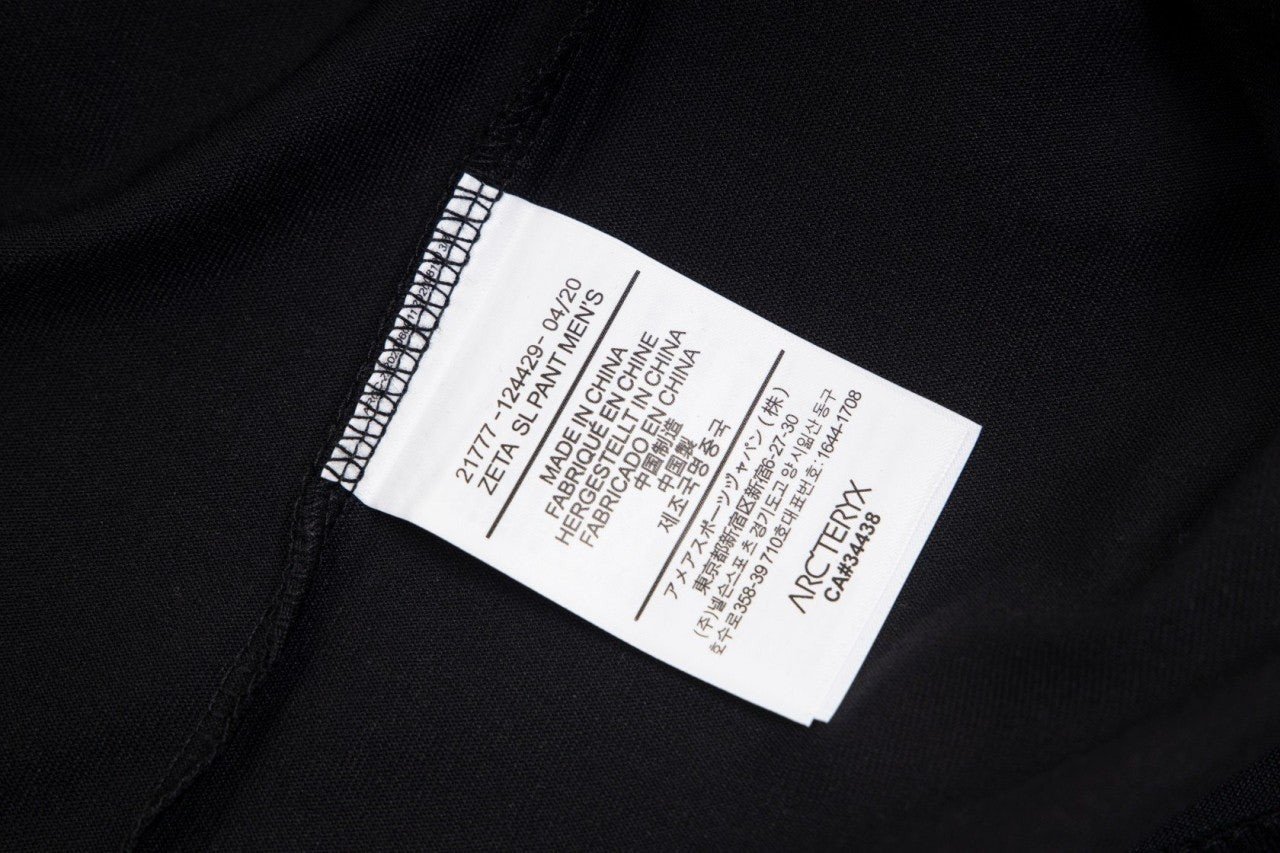 21777 -124429- 04/20
ZETA SL PANT MEN'S
MADE IN CHINA
FABRIQUÉ EN CHINE
HERGESTELLT IN CHINA
FABRICADO EN CHINA
中国制造
中国製
제조국명 중국
アメアスポーツジャパン (株)
東京都新宿区新宿6-27-30
(주)넬슨스포 츠 경기도고 양 시일산 동구
호수로358-39 710호대표번호:1644-1708
ARC'TERYX
CA#34438